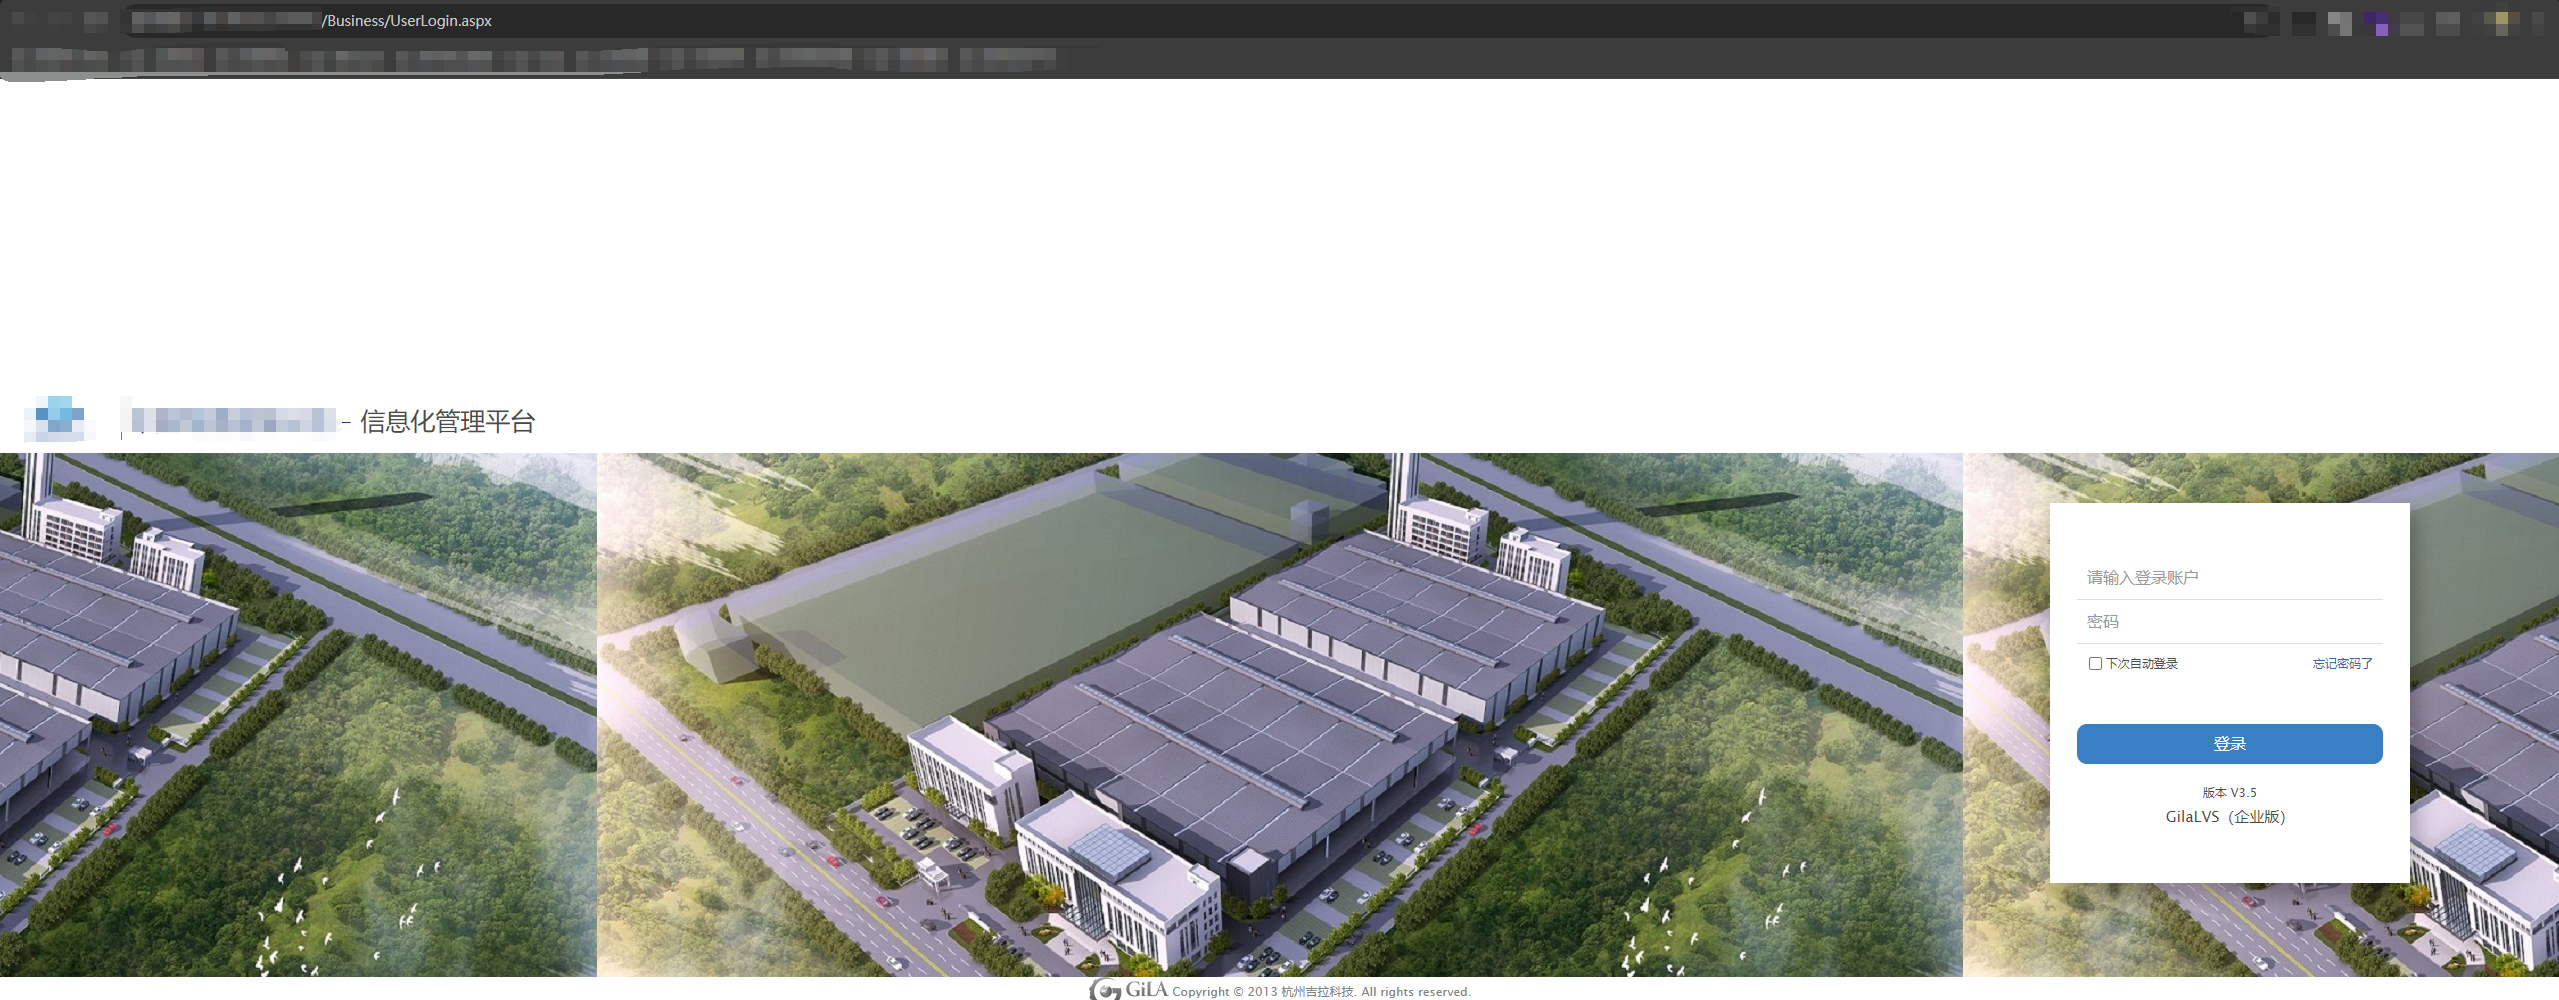 /Business/UserLogin.aspx
- 信息化管理平台
请输入登录账户
密码
下次自动登录 忘记密码了
登录
版本 V3.5
GilaLVS（企业版）
GiLA Copyright © 2013 杭州吉拉科技. All rights reserved.